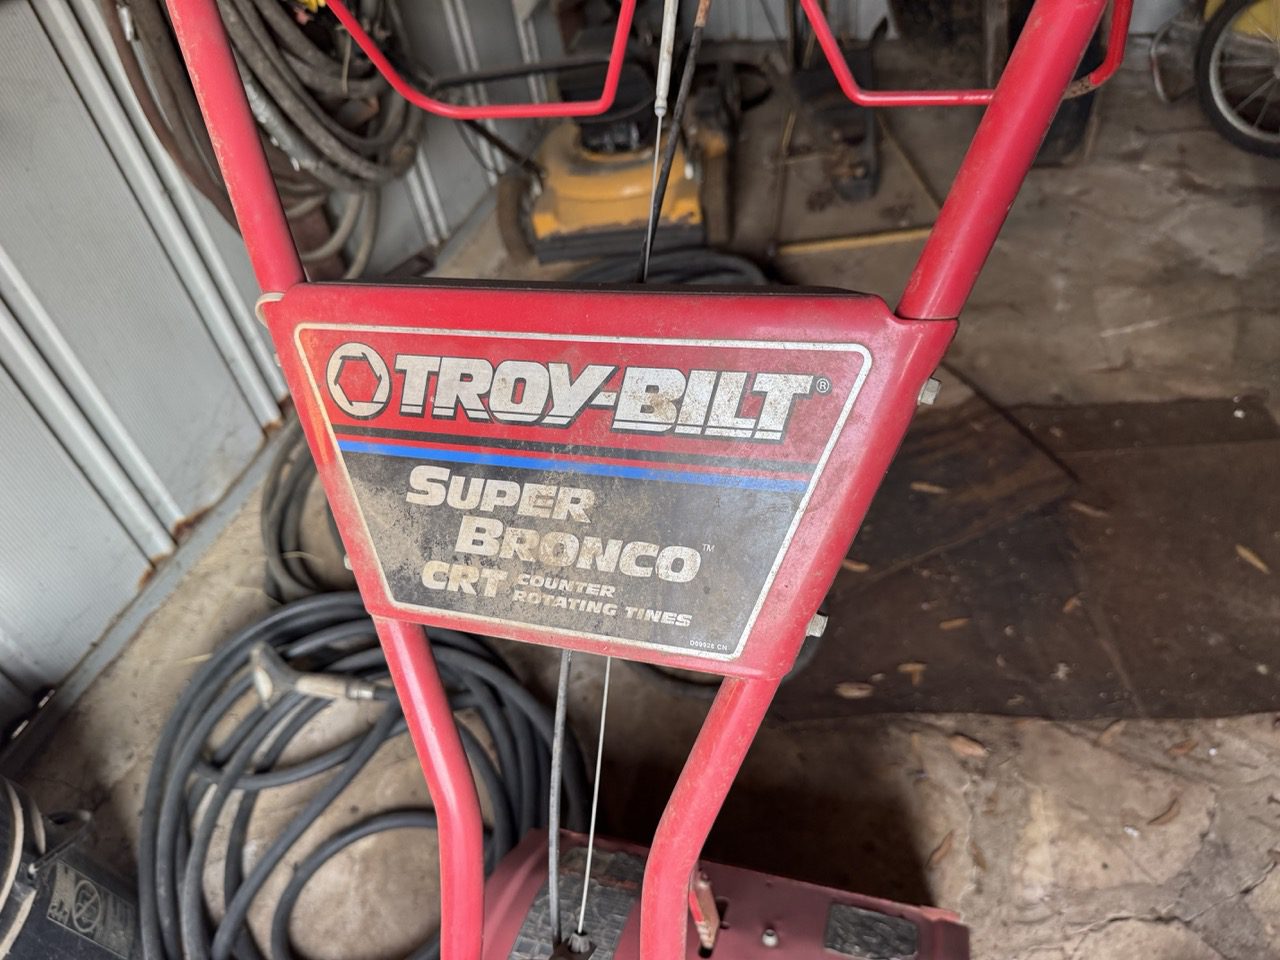 TROY-BILT®
SUPER
BRONCO™
CRT COUNTER
ROTATING TINES